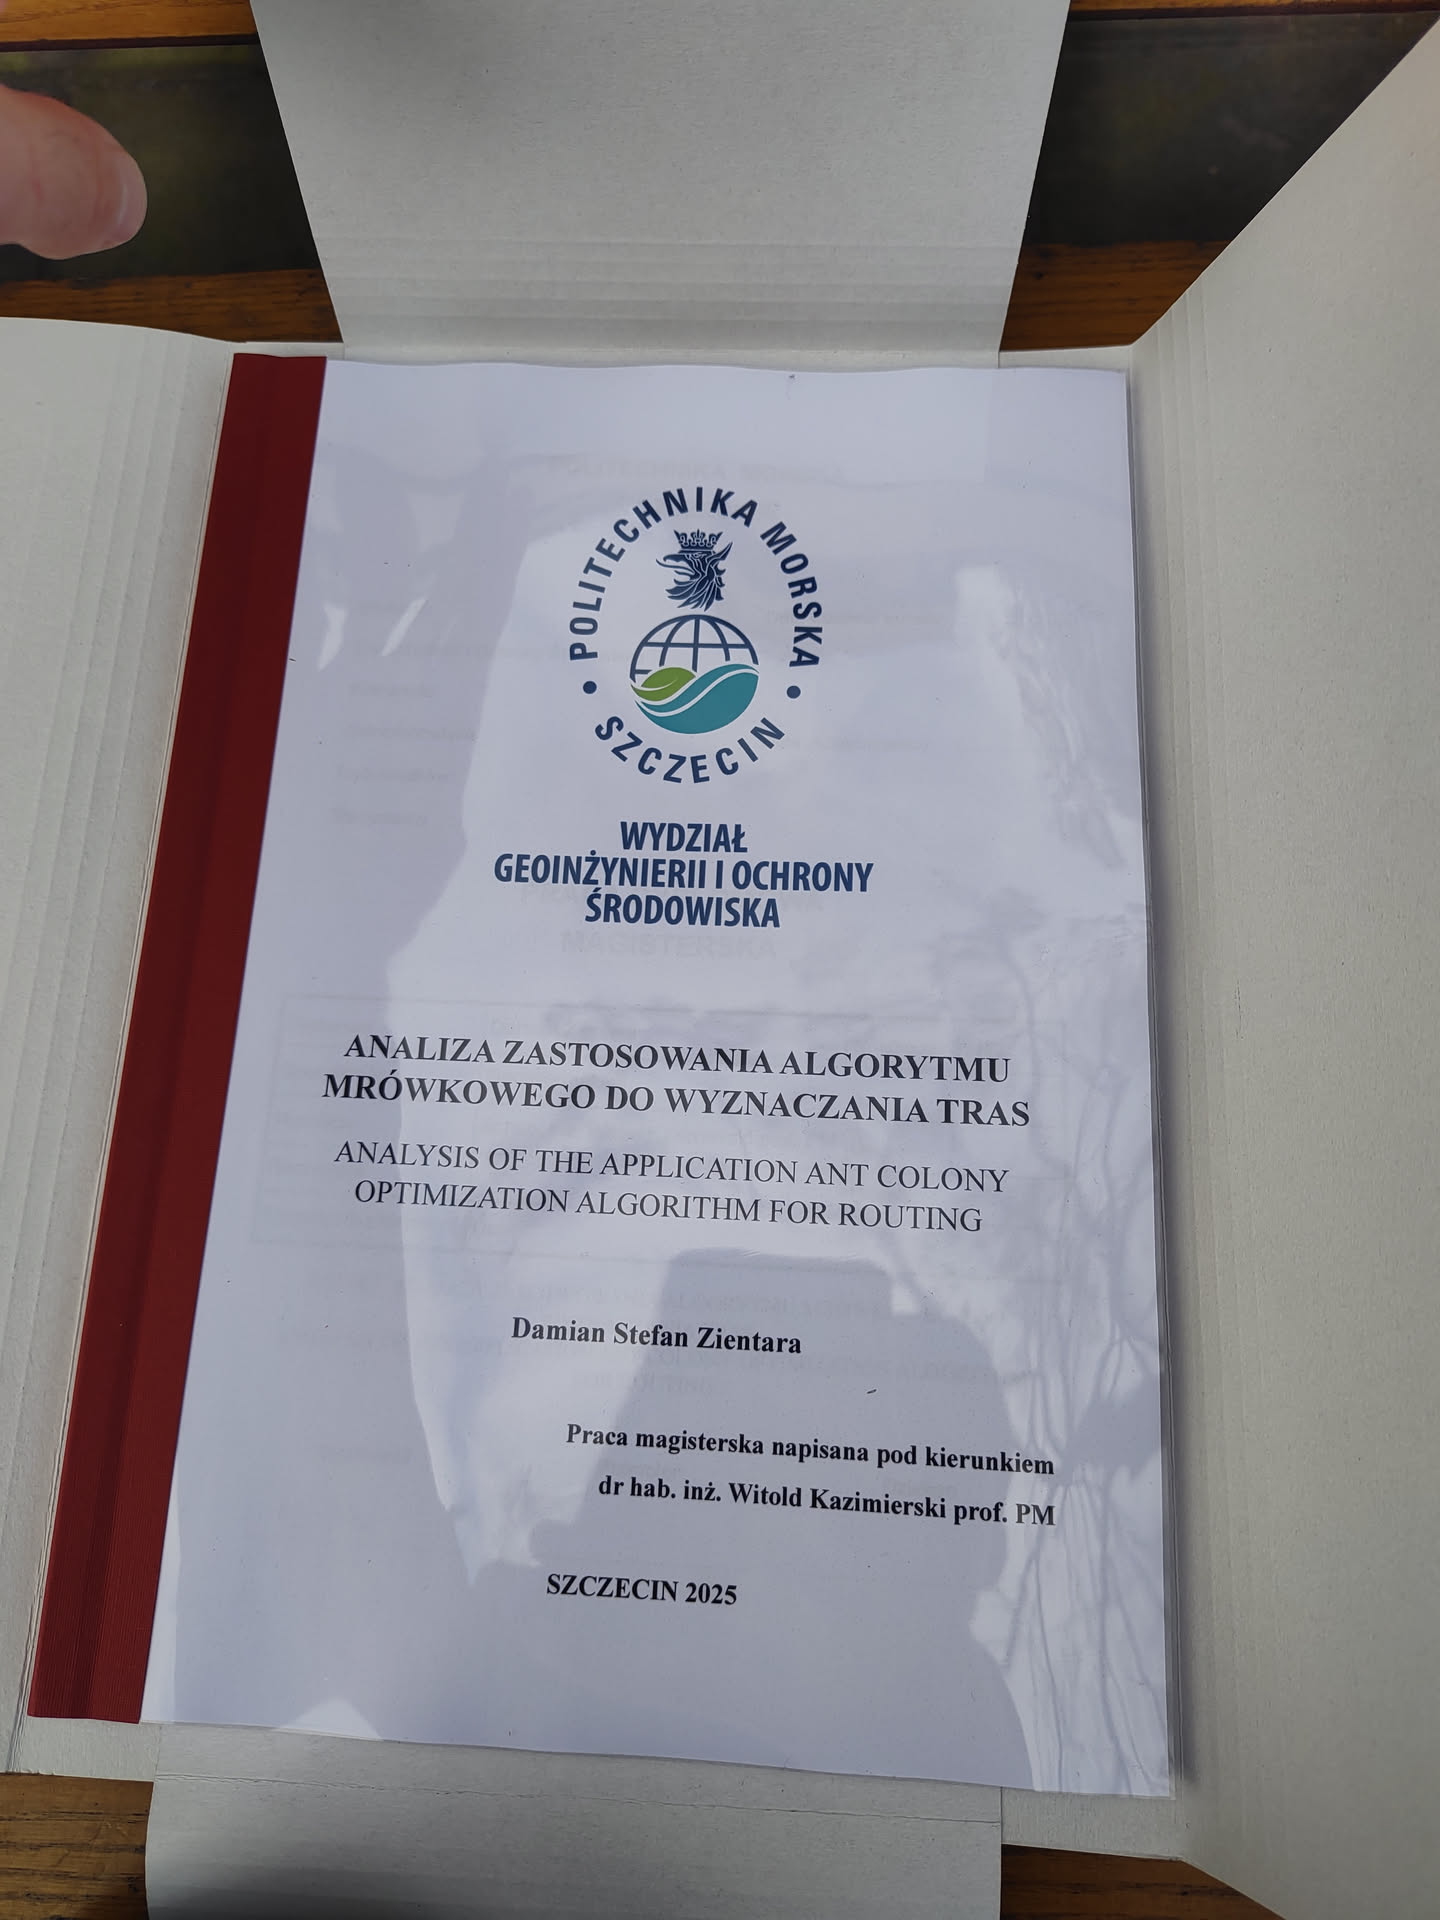 POLITECHNIKA MORSKA
SZCZECIN
WYDZIAŁ
GEOINŻYNIERII I OCHRONY
ŚRODOWISKA
MAGISTERSKA
ANALIZA ZASTOSOWANIA ALGORYTMU
MRÓWKOWEGO DO WYZNACZANIA TRAS
ANALYSIS OF THE APPLICATION ANT COLONY
OPTIMIZATION ALGORITHM FOR ROUTING
Damian Stefan Zientara
Praca magisterska napisana pod kierunkiem
dr hab. inż. Witold Kazimierski prof. PM
SZCZECIN 2025